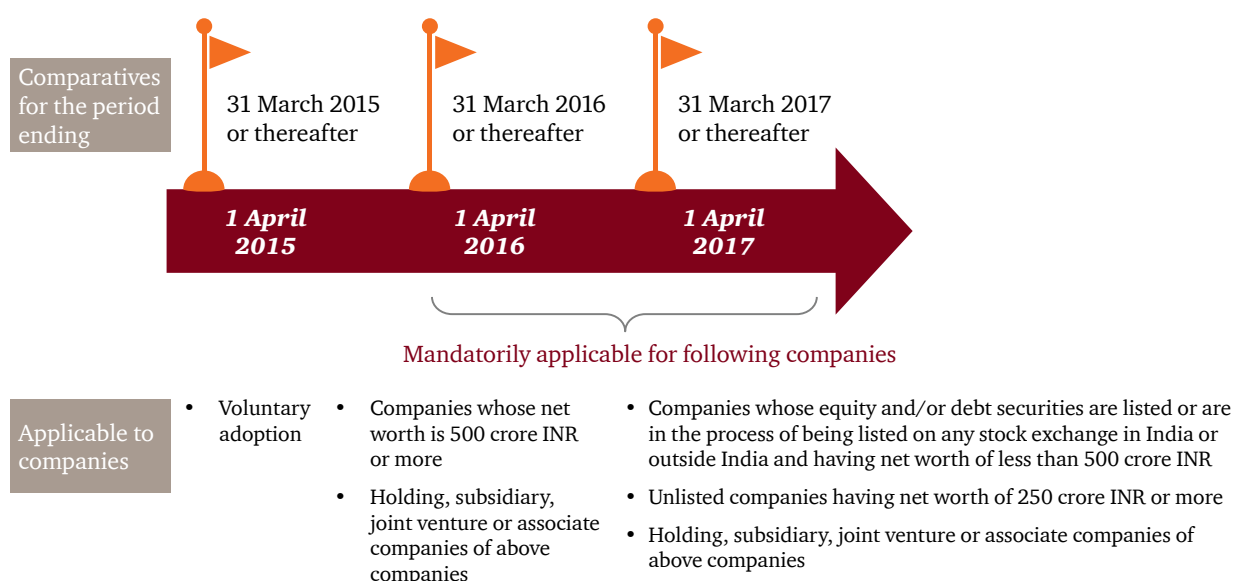 Comparatives
for the period
ending
31 March 2015
or thereafter
31 March 2016
or thereafter
31 March 2017
or thereafter
1 April
2015
1 April
2016
1 April
2017
Mandatorily applicable for following companies
Applicable to
companies
• Voluntary
adoption
• Companies whose net
worth is 500 crore INR
or more
• Holding, subsidiary,
joint venture or associate
companies of above
companies
• Companies whose equity and/or debt securities are listed or are
in the process of being listed on any stock exchange in India or
outside India and having net worth of less than 500 crore INR
• Unlisted companies having net worth of 250 crore INR or more
• Holding, subsidiary, joint venture or associate companies of
above companies